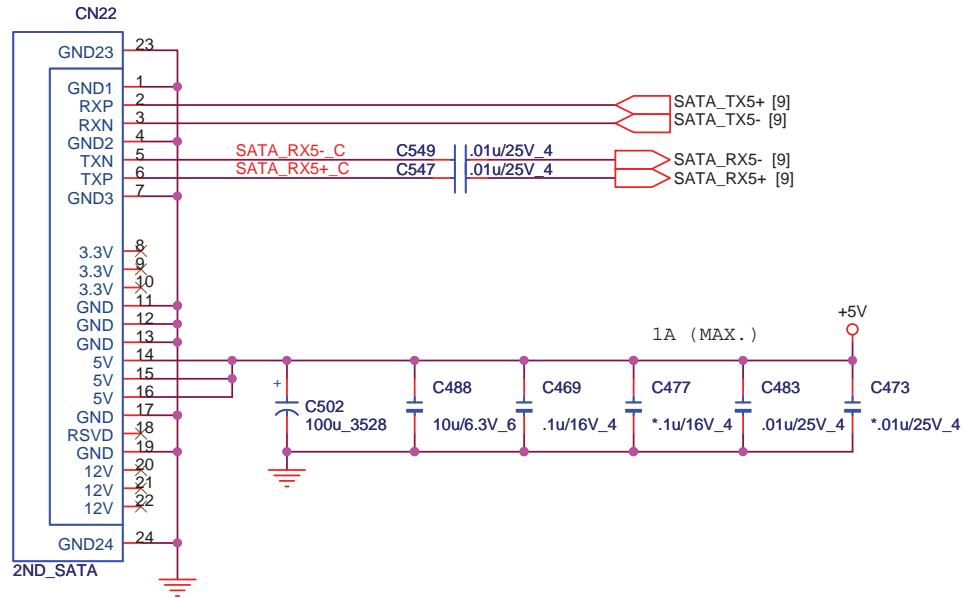 CN22
GND23 23
GND1 1
RXP 2 SATA_TX5+ [9]
RXN 3 SATA_TX5- [9]
GND2 4
TXN 5 SATA_RX5-_C C549 .01u/25V_4 SATA_RX5- [9]
TXP 6 SATA_RX5+_C C547 .01u/25V_4 SATA_RX5+ [9]
GND3 7
3.3V 8
3.3V 9
3.3V 10
GND 11
GND 12
GND 13
5V 14
5V 15
5V 16
GND 17
RSVD 18
GND 19
12V 20
12V 21
12V 22
GND24 24
2ND_SATA
+5V
1A (MAX.)
+
C502
100u_3528
C488
10u/6.3V_6
C469
.1u/16V_4
C477
*.1u/16V_4
C483
.01u/25V_4
C473
*.01u/25V_4